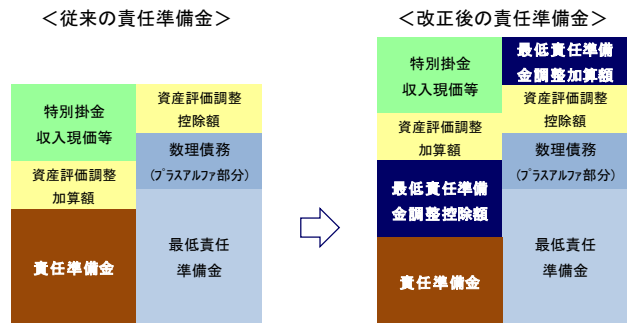 ＜従来の責任準備金＞
特別掛金
収入現価等
資産評価調整
加算額
責任準備金
資産評価調整
控除額
数理債務
(プラスアルファ部分)
最低責任
準備金
＜改正後の責任準備金＞
特別掛金
収入現価等
資産評価調整
加算額
最低責任準備
金調整控除額
責任準備金
最低責任準備
金調整加算額
資産評価調整
控除額
数理債務
(プラスアルファ部分)
最低責任
準備金